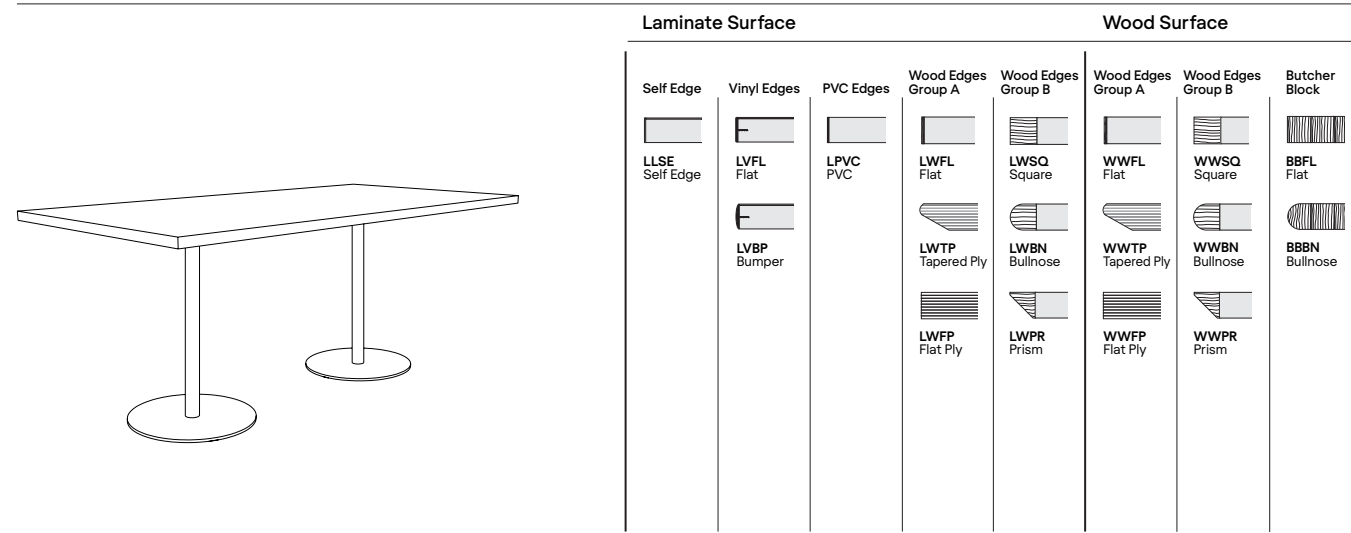 Laminate Surface
Wood Surface
Self Edge
Vinyl Edges
PVC Edges
Wood Edges
Group A
Wood Edges
Group B
Wood Edges
Group A
Wood Edges
Group B
Butcher
Block
LLSE
Self Edge
LVFL
Flat
LPVC
PVC
LWFL
Flat
LWSQ
Square
WWFL
Flat
WWSQ
Square
BBFL
Flat
LVBP
Bumper
LWTP
Tapered Ply
LWBN
Bullnose
WWTP
Tapered Ply
WWBN
Bullnose
BBBN
Bullnose
LWFP
Flat Ply
LWPR
Prism
WWFP
Flat Ply
WWPR
Prism